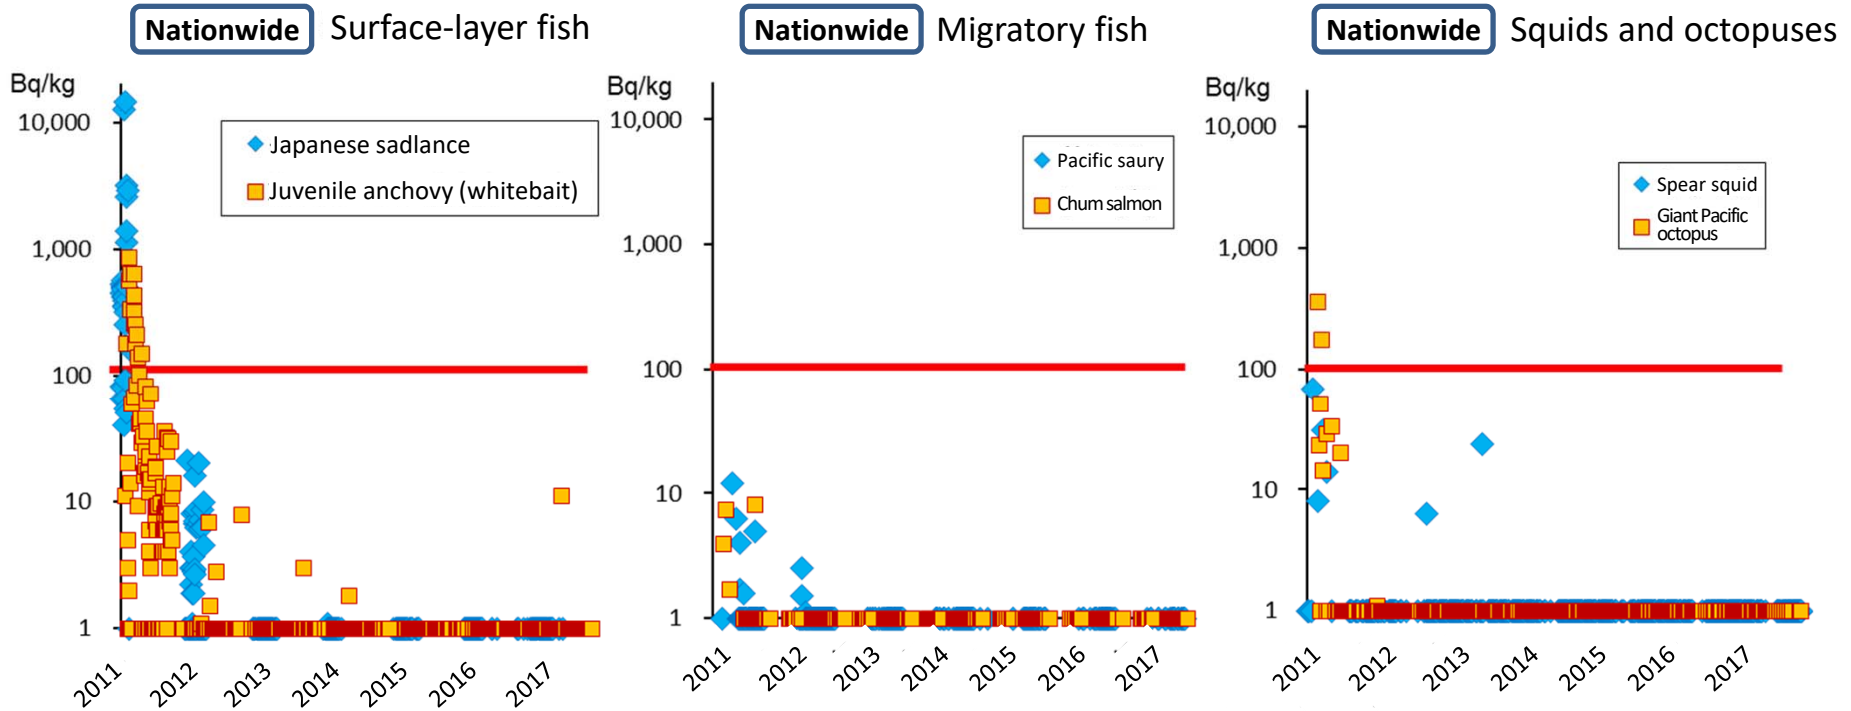 Nationwide Surface-layer fish
Bq/kg
10,000
1,000
100
10
1
Japanese sadlance
Juvenile anchovy (whitebait)
2011 2012 2013 2014 2015 2016 2017
Nationwide Migratory fish
Bq/kg
10,000
1,000
100
10
1
Pacific saury
Chum salmon
2011 2012 2013 2014 2015 2016 2017
Nationwide Squids and octopuses
Bq/kg
10,000
1,000
100
10
1
Spear squid
Giant Pacific
octopus
2011 2012 2013 2014 2015 2016 2017